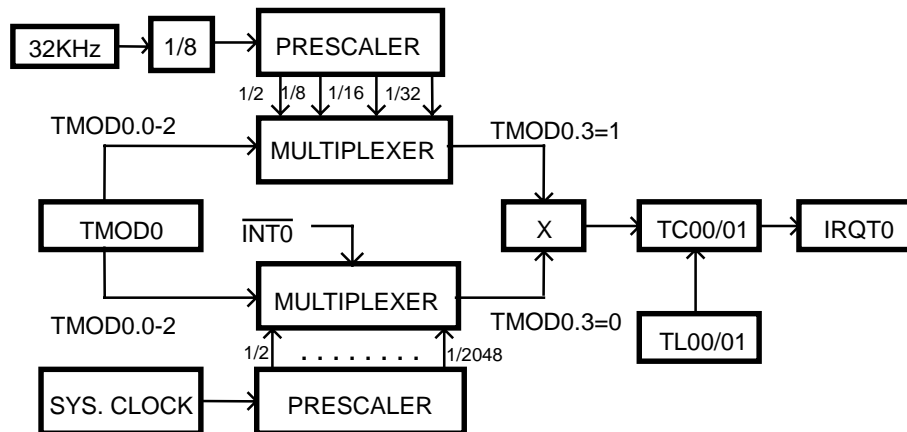 32KHz
1/8
PRESCALER
1/2 1/8 1/16 1/32
TMOD0.0-2
MULTIPLEXER
TMOD0.3=1
TMOD0
INT0
X
TC00/01
IRQT0
MULTIPLEXER
TMOD0.0-2
TMOD0.3=0
1/2 . . . . . . . . 1/2048
TL00/01
SYS. CLOCK
PRESCALER